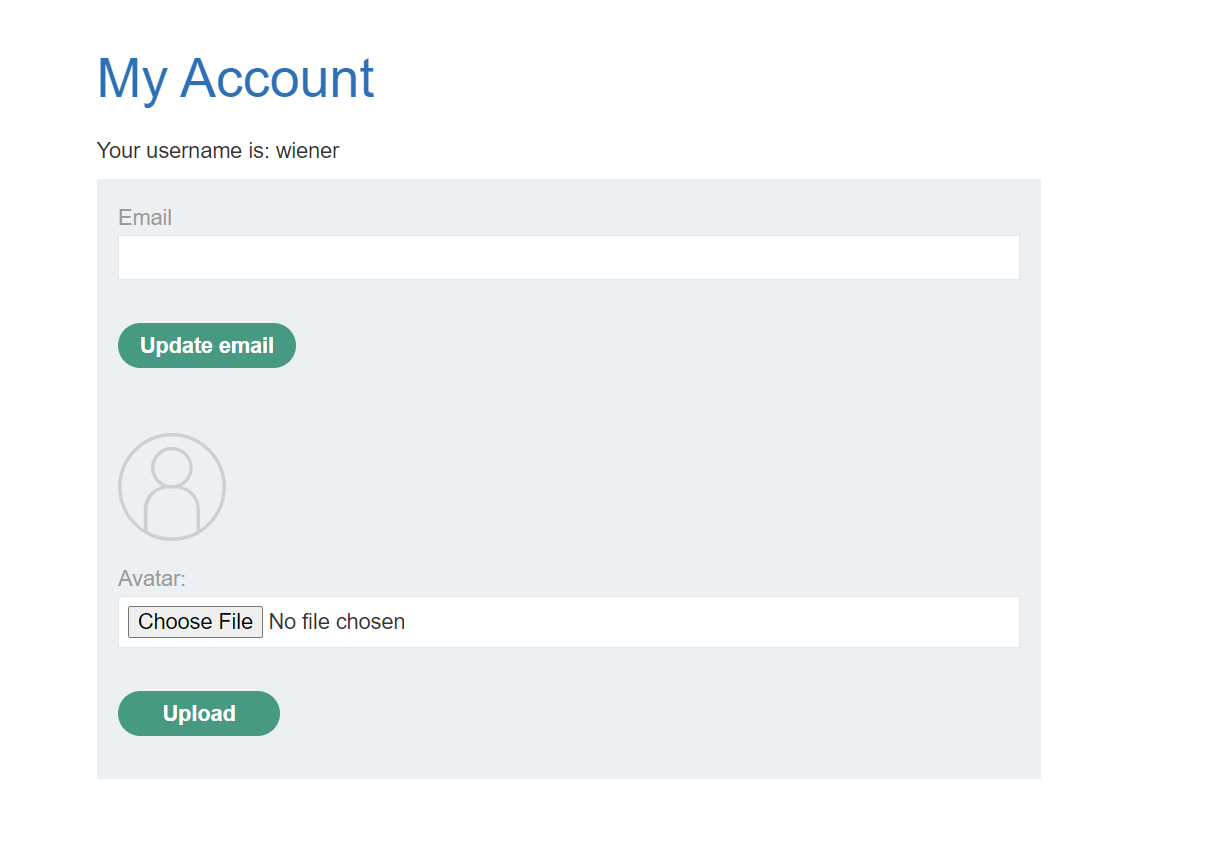 My Account
Your username is: wiener
Email
Update email
Avatar:
Choose File No file chosen
Upload